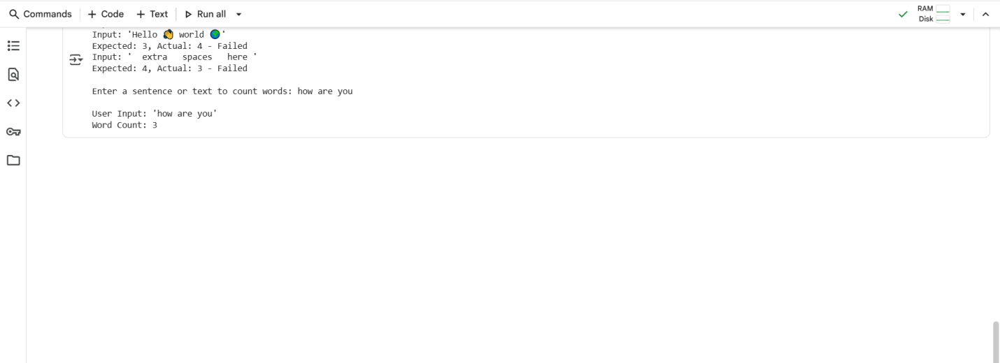 Commands + Code + Text Run all
RAM
Disk
Input: 'Hello 👋 world 🌍'
Expected: 3, Actual: 4 - Failed
Input: '  extra   spaces   here '
Expected: 4, Actual: 3 - Failed
Enter a sentence or text to count words: how are you
User Input: 'how are you'
Word Count: 3